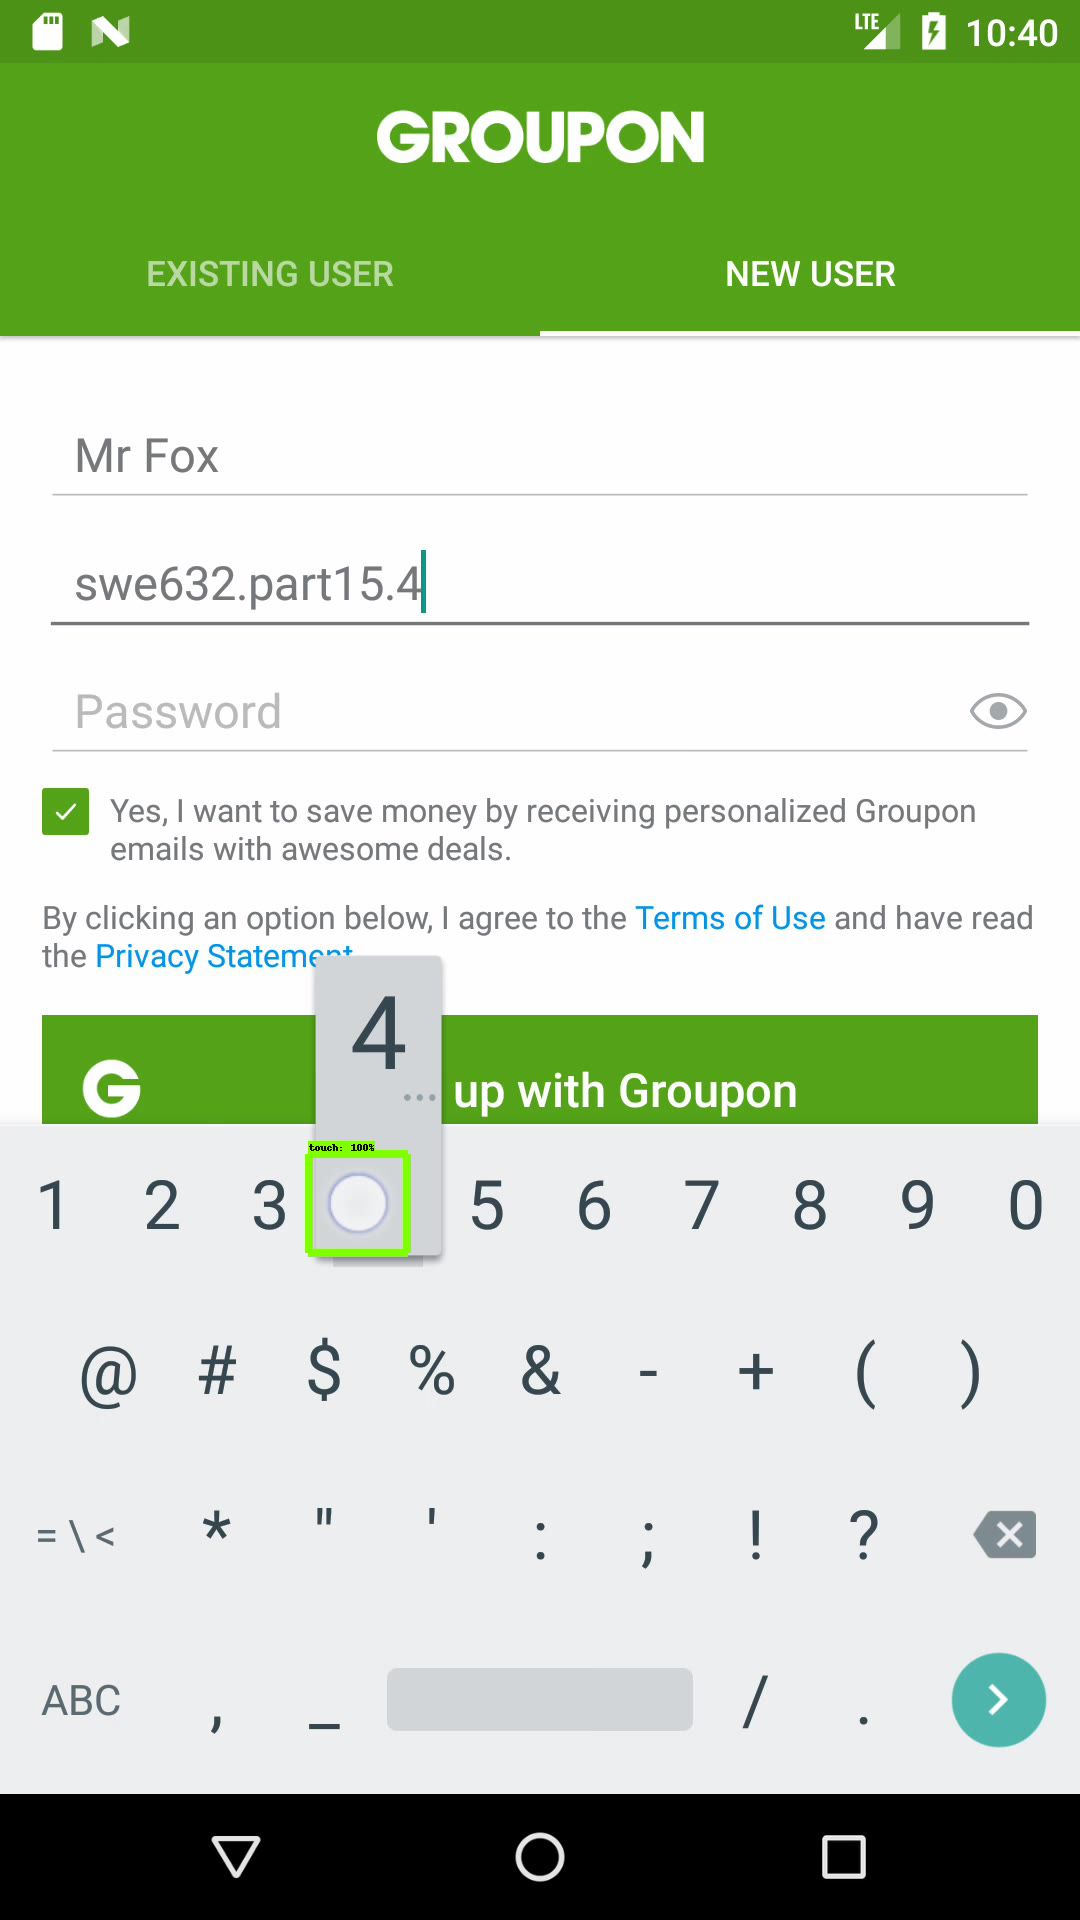 LTE 10:40
GROUPON
EXISTING USER NEW USER
Mr Fox
swe632.part15.4
Password
Yes, I want to save money by receiving personalized Groupon
emails with awesome deals.
By clicking an option below, I agree to the Terms of Use and have read
the Privacy Statement
4
...
G up with Groupon
touch: 100%
1 2 3 5 6 7 8 9 0
@ # $ % & - + ( )
= \ < * " ' : ; ! ?
ABC , _ / .